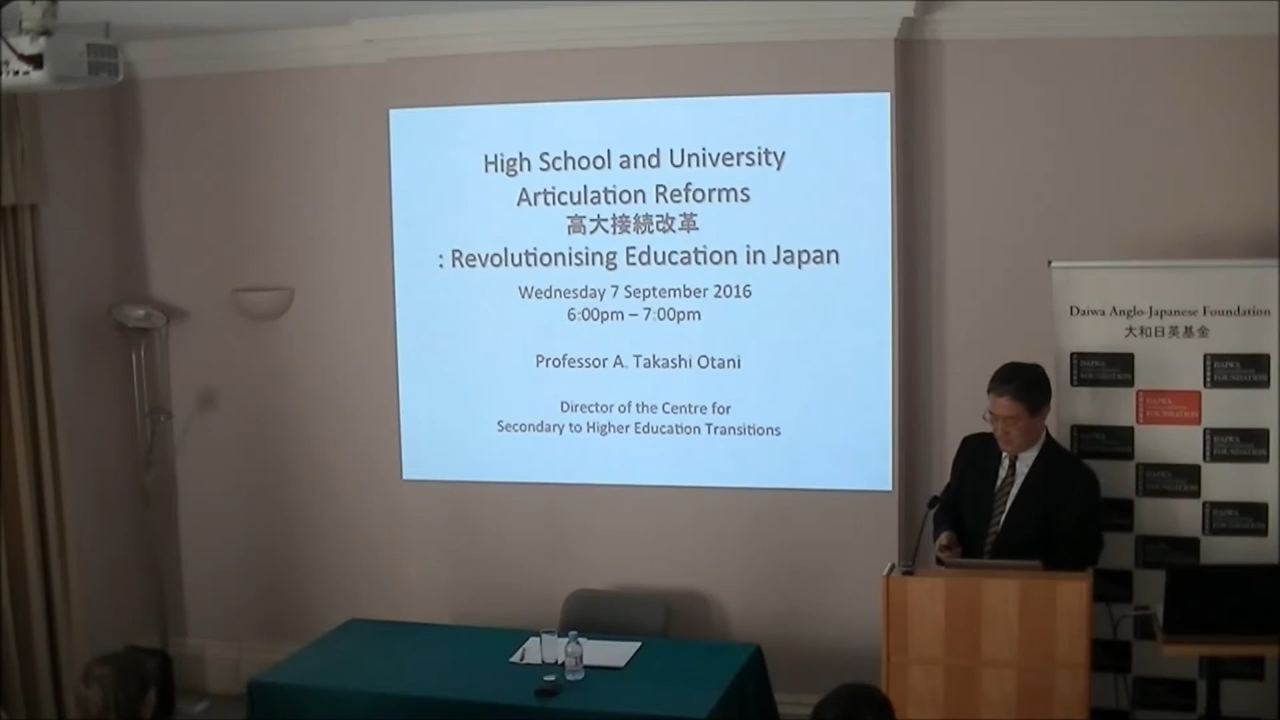 High School and University
Articulation Reforms
高大接続改革
: Revolutionising Education in Japan
Wednesday 7 September 2016
6:00pm – 7:00pm
Professor A. Takashi Otani
Director of the Centre for
Secondary to Higher Education Transitions
Daiwa Anglo-Japanese Foundation
大和日英基金